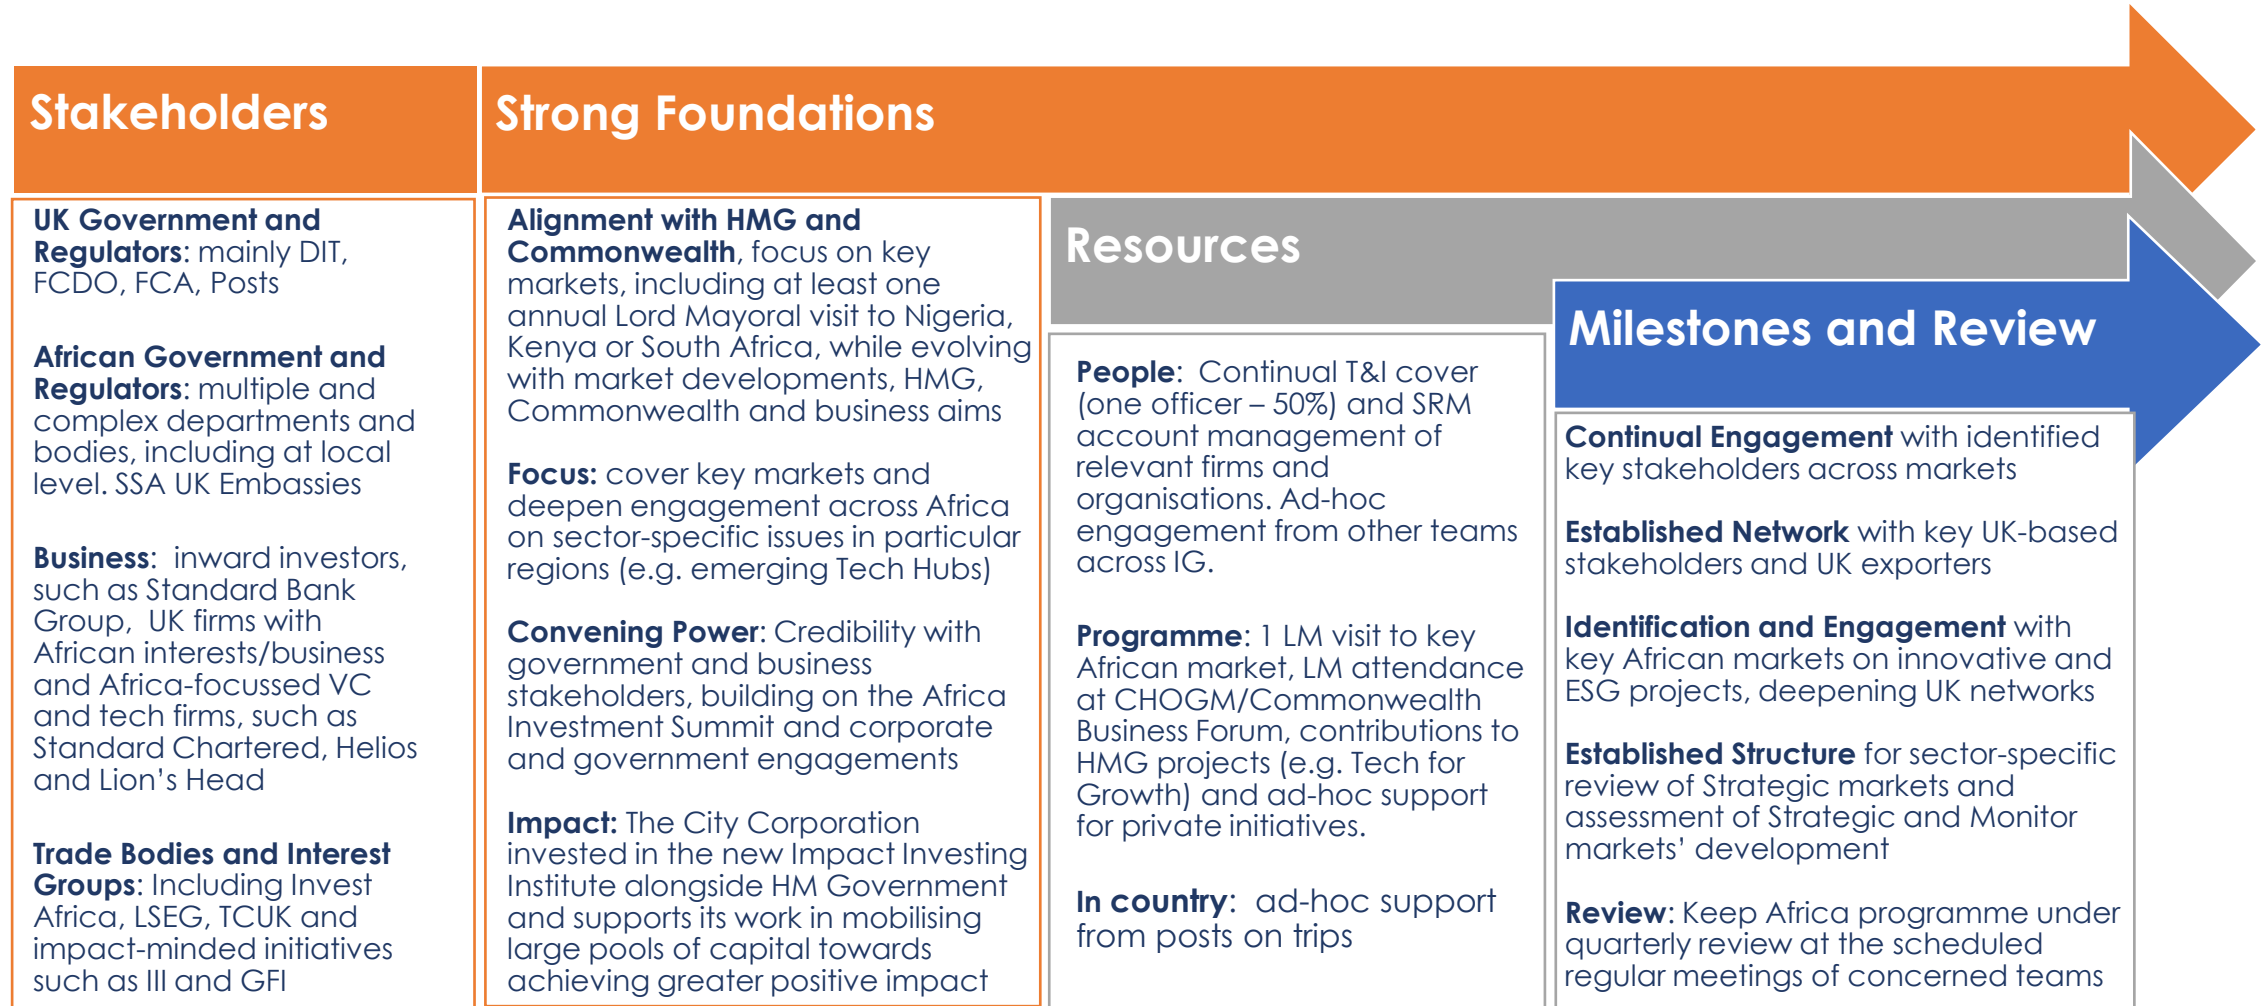 Stakeholders
UK Government and
Regulators: mainly DIT,
FCDO, FCA, Posts
African Government and
Regulators: multiple and
complex departments and
bodies, including at local
level. SSA UK Embassies
Business: inward investors,
such as Standard Bank
Group, UK firms with
African interests/business
and Africa-focussed VC
and tech firms, such as
Standard Chartered, Helios
and Lion's Head
Trade Bodies and Interest
Groups: Including Invest
Africa, LSEG, TCUK and
impact-minded initiatives
such as III and GFI
Strong Foundations
Alignment with HMG and
Commonwealth, focus on key
markets, including at least one
annual Lord Mayoral visit to Nigeria,
Kenya or South Africa, while evolving
with market developments, HMG,
Commonwealth and business aims
Focus: cover key markets and
deepen engagement across Africa
on sector-specific issues in particular
regions (e.g. emerging Tech Hubs)
Convening Power: Credibility with
government and business
stakeholders, building on the Africa
Investment Summit and corporate
and government engagements
Impact: The City Corporation
invested in the new Impact Investing
Institute alongside HM Government
and supports its work in mobilising
large pools of capital towards
achieving greater positive impact
Resources
People: Continual T&I cover
(one officer – 50%) and SRM
account management of
relevant firms and
organisations. Ad-hoc
engagement from other teams
across IG.
Programme: 1 LM visit to key
African market, LM attendance
at CHOGM/Commonwealth
Business Forum, contributions to
HMG projects (e.g. Tech for
Growth) and ad-hoc support
for private initiatives.
In country: ad-hoc support
from posts on trips
Milestones and Review
Continual Engagement with identified
key stakeholders across markets
Established Network with key UK-based
stakeholders and UK exporters
Identification and Engagement with
key African markets on innovative and
ESG projects, deepening UK networks
Established Structure for sector-specific
review of Strategic markets and
assessment of Strategic and Monitor
markets' development
Review: Keep Africa programme under
quarterly review at the scheduled
regular meetings of concerned teams